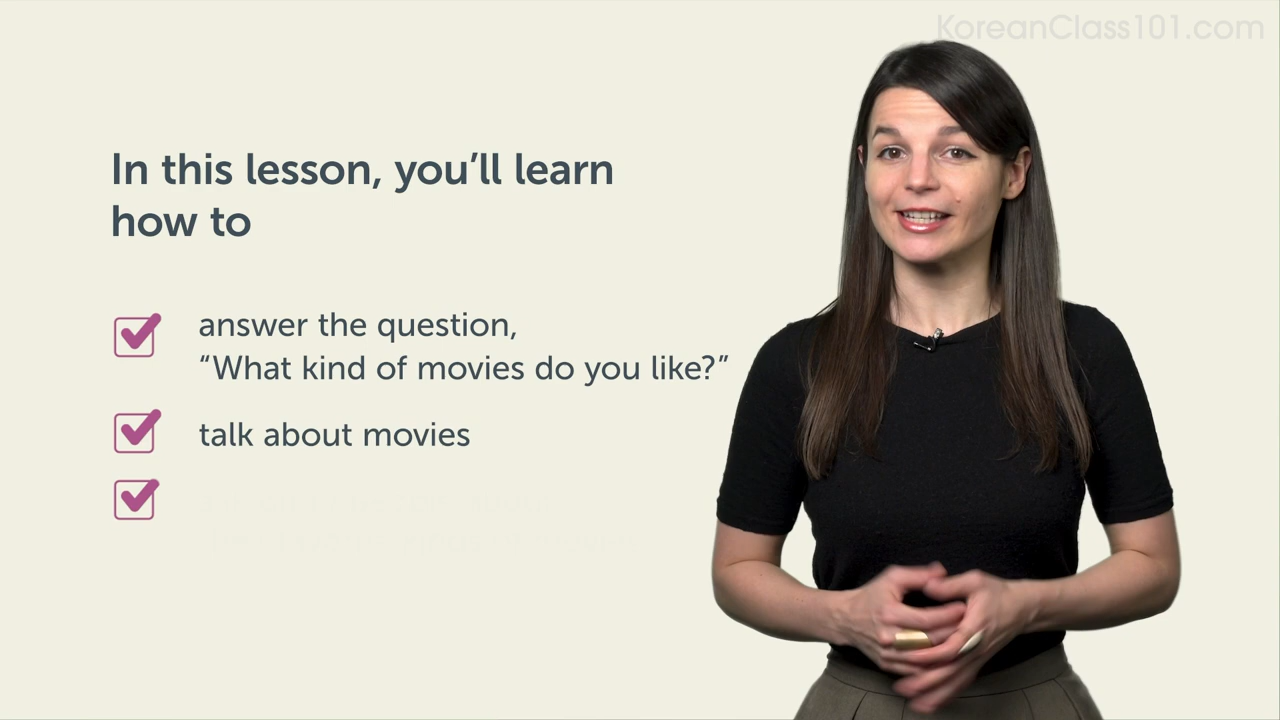 KoreanClass101.com
In this lesson, you’ll learn
how to
answer the question,
“What kind of movies do you like?”
talk about movies